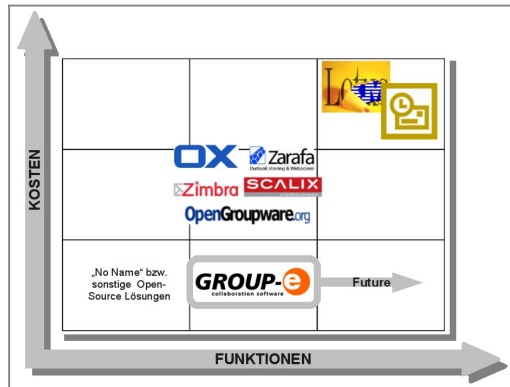 KOSTEN
Lotus
OX
Zarafa
Outlook sharing & Webaccess
Zimbra
SCALIX
OpenGroupware.org
„No Name“ bzw.
sonstige Open-
Source Lösungen
GROUP-e
collaboration software
Future
FUNKTIONEN